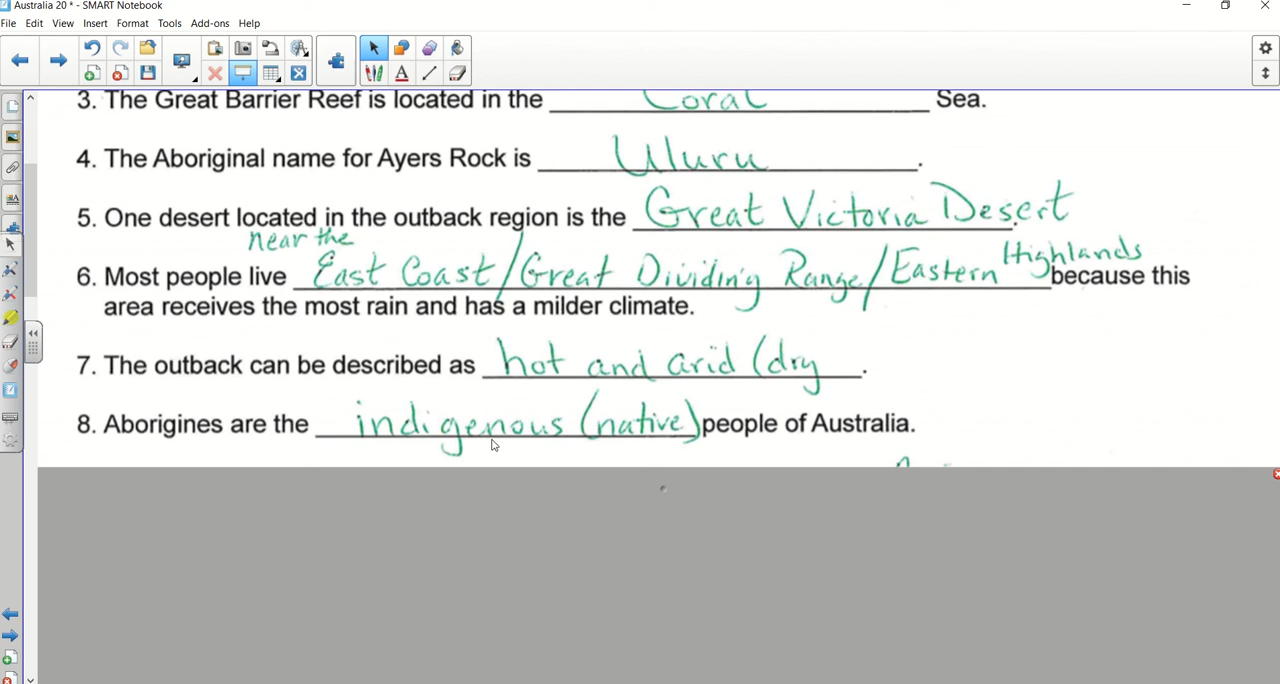 Australia 20 * - SMART Notebook
File Edit View Insert Format Tools Add-ons Help
3. The Great Barrier Reef is located in the Coral Sea.
4. The Aboriginal name for Ayers Rock is Uluru.
5. One desert located in the outback region is the Great Victoria Desert.
near the
6. Most people live East Coast/Great Dividing Range/Eastern Highlands because this
area receives the most rain and has a milder climate.
7. The outback can be described as hot and arid (dry.
8. Aborigines are the indigenous (native) people of Australia.